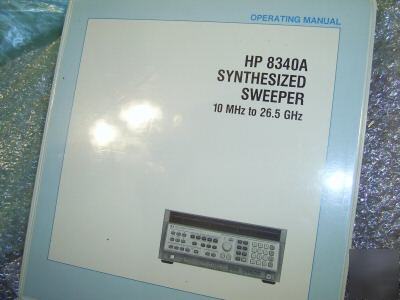 OPERATING MANUAL
HP 8340A
SYNTHESIZED
SWEEPER
10 MHz to 26.5 GHz